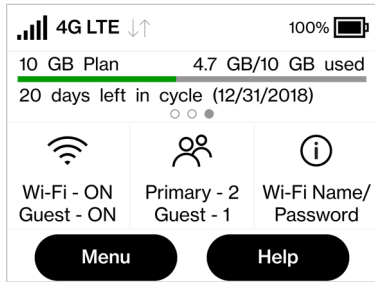 4G LTE 100%
10 GB Plan 4.7 GB/10 GB used
20 days left in cycle (12/31/2018)
Wi-Fi - ON Primary - 2 Wi-Fi Name/
Guest - ON Guest - 1 Password
Menu Help